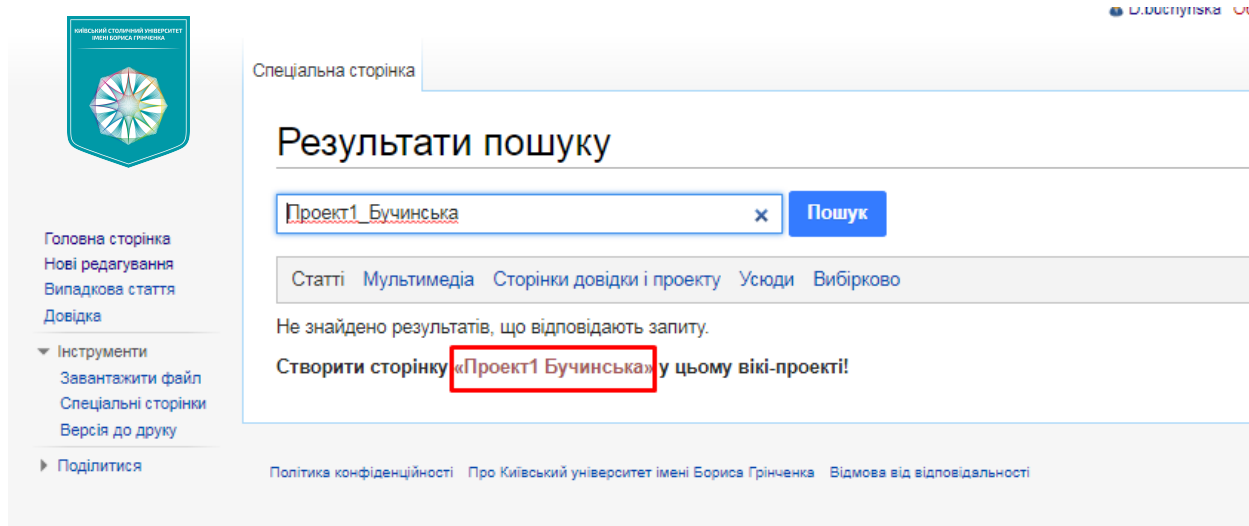 D.buchynska
КИЇВСЬКИЙ СТОЛИЧНИЙ УНІВЕРСИТЕТ
ІМЕНІ БОРИСА ГРІНЧЕНКА
Спеціальна сторінка
Результати пошуку
Проект1_Бучинська × Пошук
Статті Мультимедіа Сторінки довідки і проекту Усюди Вибірково
Не знайдено результатів, що відповідають запиту.
Створити сторінку «Проект1 Бучинська» у цьому вікі-проекті!
Головна сторінка
Нові редагування
Випадкова стаття
Довідка
Інструменти
Завантажити файл
Спеціальні сторінки
Версія до друку
Поділитися
Політика конфіденційності Про Київський університет імені Бориса Грінченка Відмова від відповідальності